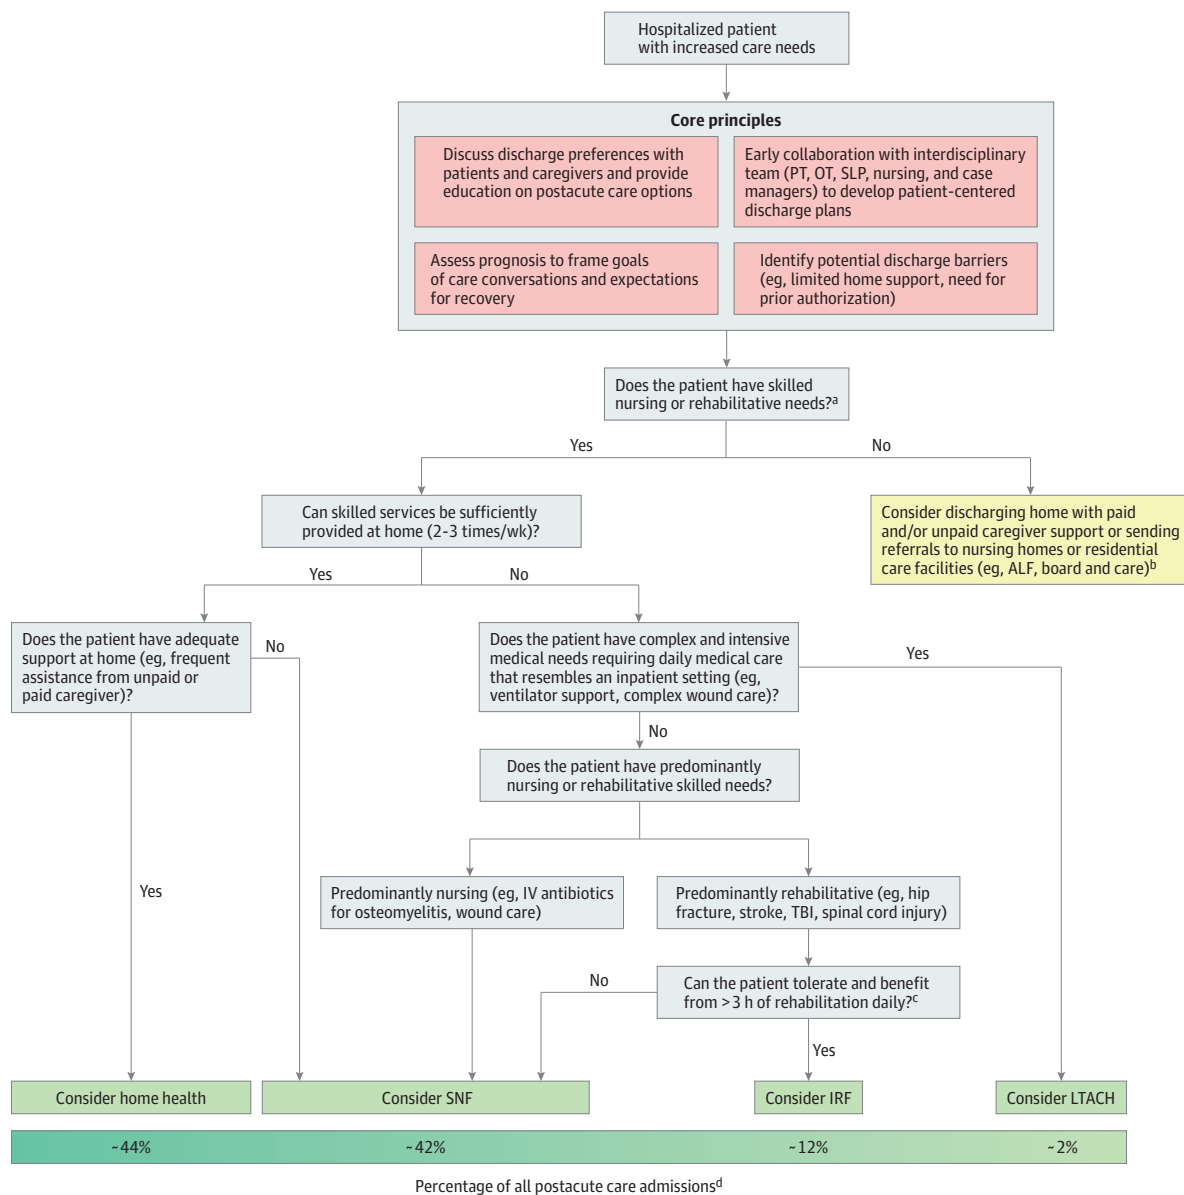 Hospitalized patient
with increased care needs
Core principles
Discuss discharge preferences with
patients and caregivers and provide
education on postacute care options
Early collaboration with interdisciplinary
team (PT, OT, SLP, nursing, and case
managers) to develop patient-centered
discharge plans
Assess prognosis to frame goals
of care conversations and expectations
for recovery
Identify potential discharge barriers
(eg, limited home support, need for
prior authorization)
Does the patient have skilled
nursing or rehabilitative needs?a
Yes
No
Can skilled services be sufficiently
provided at home (2-3 times/wk)?
Consider discharging home with paid
and/or unpaid caregiver support or sending
referrals to nursing homes or residential
care facilities (eg, ALF, board and care)b
Yes
No
Does the patient have adequate
support at home (eg, frequent
assistance from unpaid or
paid caregiver)?
No
Does the patient have complex and intensive
medical needs requiring daily medical care
that resembles an inpatient setting (eg,
ventilator support, complex wound care)?
Yes
No
Does the patient have predominantly
nursing or rehabilitative skilled needs?
Yes
Predominantly nursing (eg, IV antibiotics
for osteomyelitis, wound care)
Predominantly rehabilitative (eg, hip
fracture, stroke, TBI, spinal cord injury)
No
Can the patient tolerate and benefit
from >3 h of rehabilitation daily?c
Yes
Consider home health
Consider SNF
Consider IRF
Consider LTACH
~44%
~42%
~12%
~2%
Percentage of all postacute care admissionsd